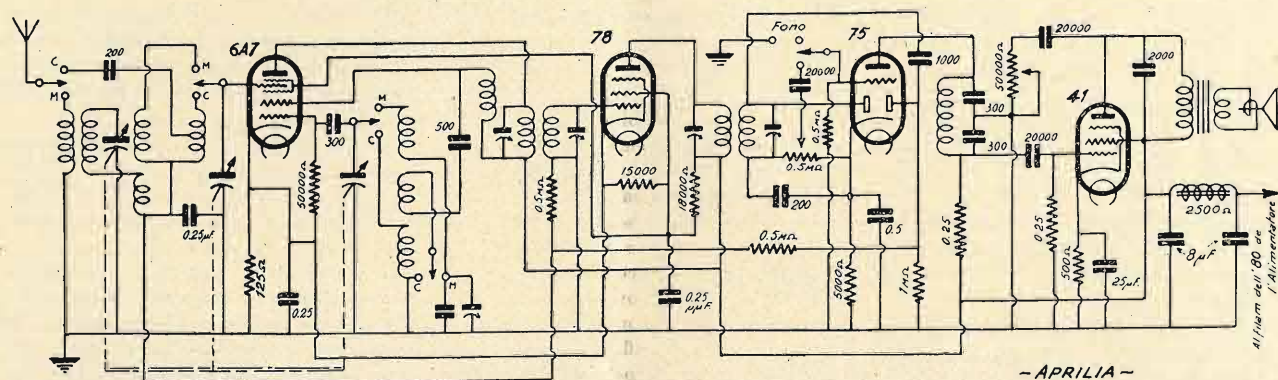 C
200
M
M
C
0.25µF
6A7
300
125Ω
0.25
50000Ω
M
C
500
C
M
0.5MΩ
78
15000
18000Ω
0.25
µµF
Fono
20000
0.5MΩ
0.5MΩ
200
0.5MΩ
75
5000Ω
0.5
1MΩ
1000
300
300
0.25
20000
50000Ω
20000
0.25
41
500Ω
25µF.
2000
2500Ω
8µF
Al filam dell' 80 de
l'Alimentatore
~ APRILIA ~